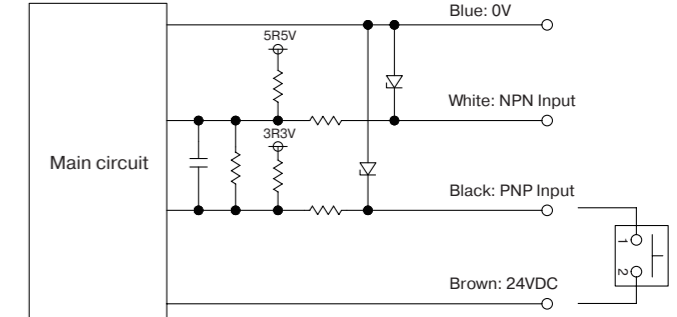 Blue: 0V
5R5V
White: NPN Input
3R3V
Main circuit
Black: PNP Input
1
2
Brown: 24VDC